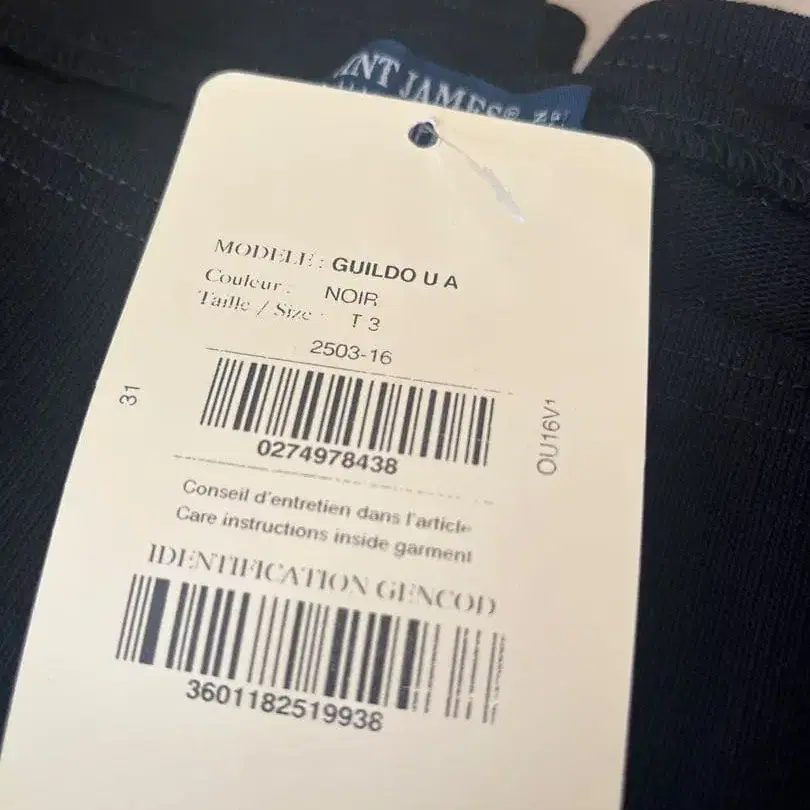 INT JAMES®
MODELE : GUILDO U A
Couleur : NOIR
Taille / Size : T 3
2503-16
0274978438
31
OU16V1
Conseil d'entretien dans l'article
Care instructions inside garment
IDENTIFICATION GENCOD
3601182519938